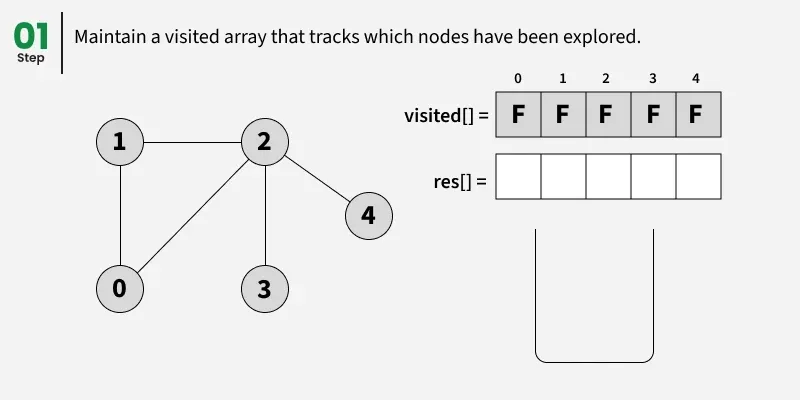 01
Step
Maintain a visited array that tracks which nodes have been explored.
0 1 2 3 4
visited[] = F F F F F
res[] =
1 2
4
0 3